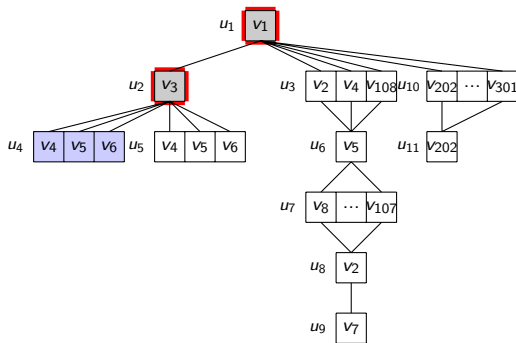 u1 v1
u2 v3 u3 v2 v4 v108 u10 v202 ⋯ v301
u4 v4 v5 v6 u5 v4 v5 v6 u6 v5 u11 v202
u7 v8 ⋯ v107
u8 v2
u9 v7